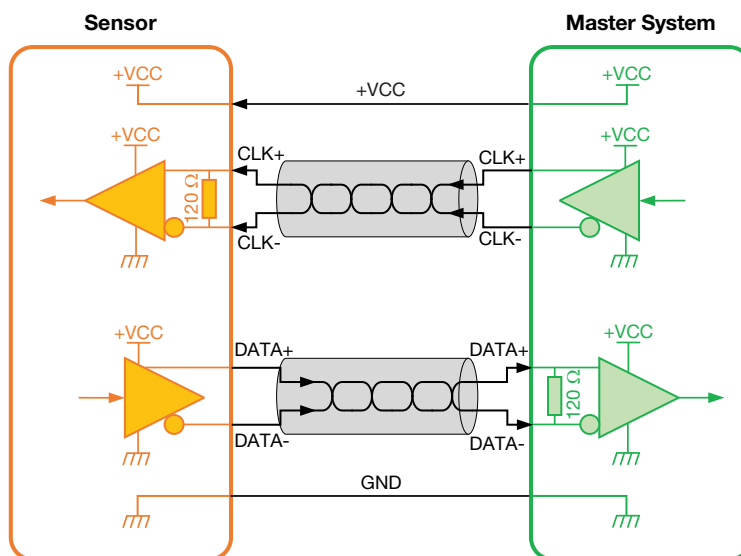 Sensor
Master System
+VCC
+VCC
+VCC
+VCC
+VCC
CLK+
CLK+
120 Ω
CLK-
CLK-
+VCC
+VCC
DATA+
DATA+
120 Ω
DATA-
DATA-
GND